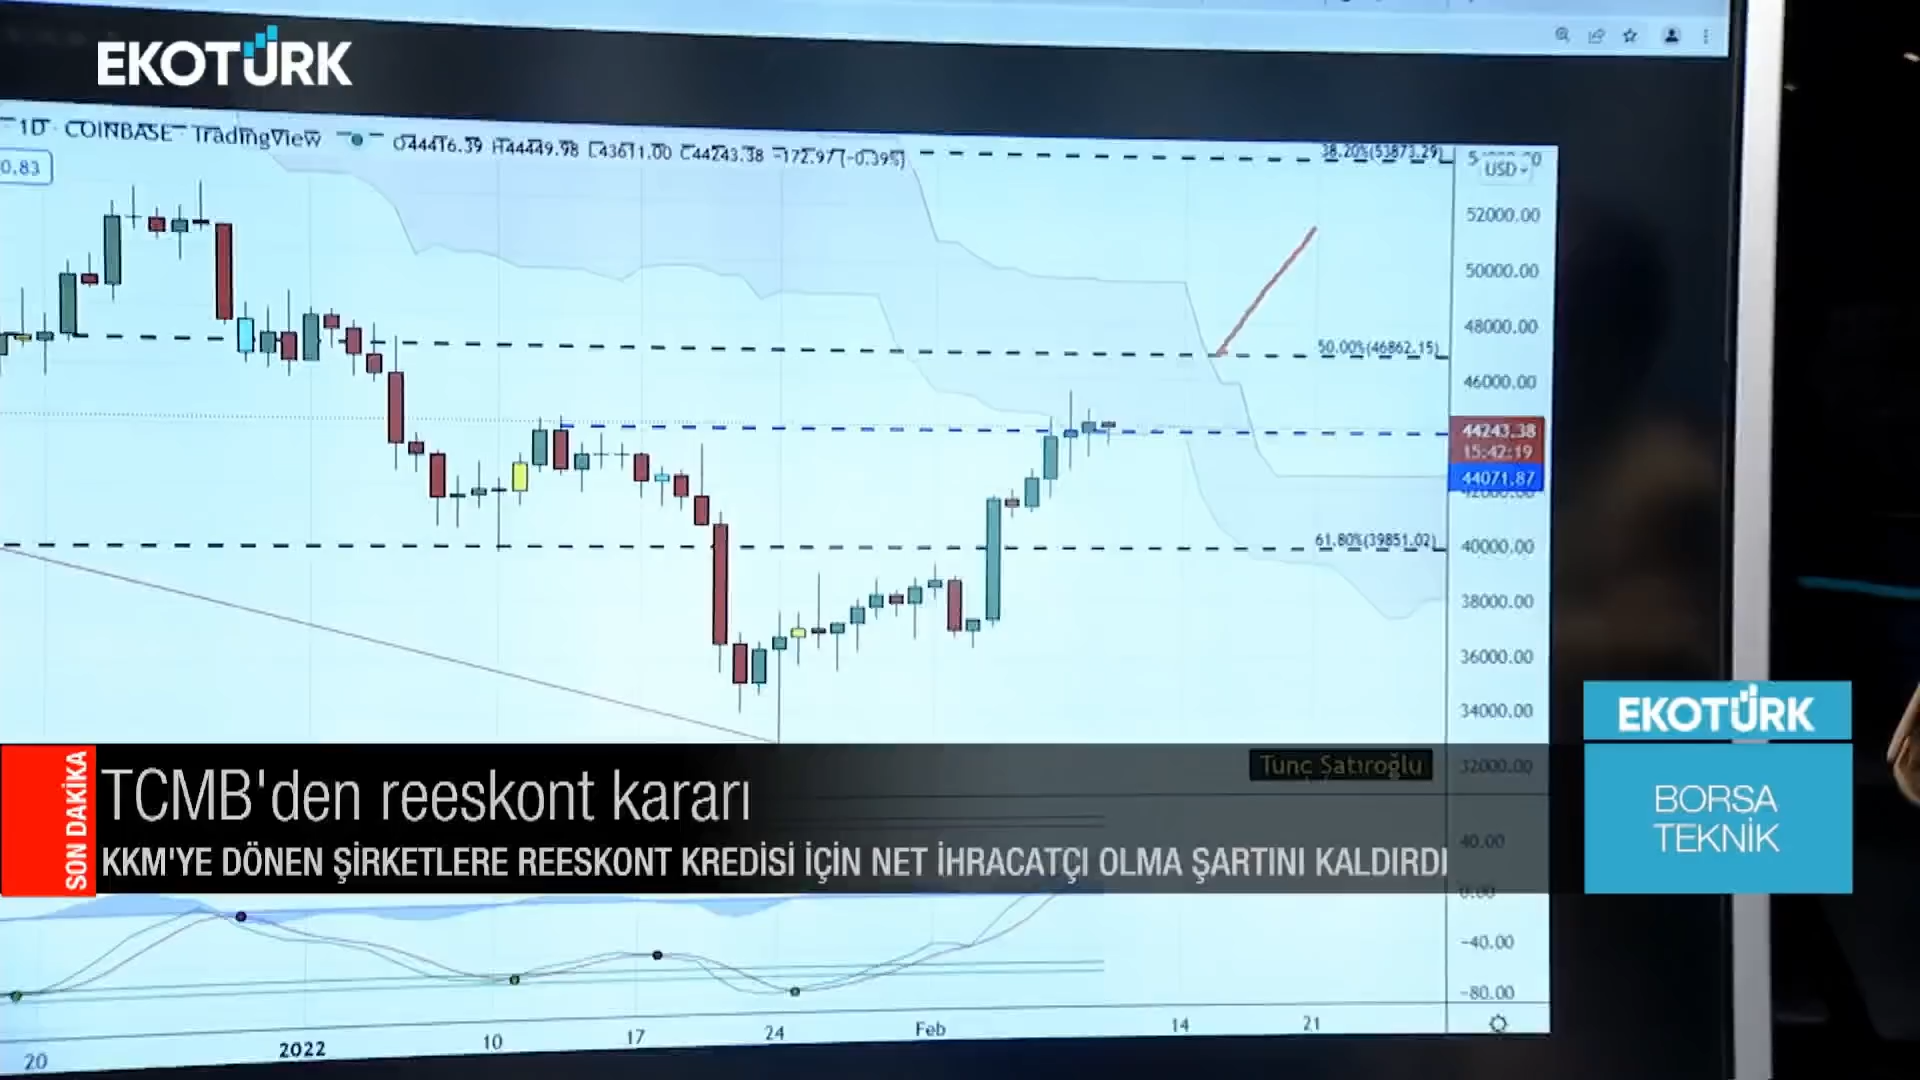 EKOTÜRK
1D · COINBASE TradingView O44416.39 H44449.98 L43611.00 C44243.38 -172.97 (-0.39%)
0.83
38.20%(53873.29)
USD
52000.00
50000.00
48000.00
50.00%(46862.15)
46000.00
44243.38
15:42:19
44071.87
42000.00
61.80%(39851.02)
40000.00
38000.00
36000.00
34000.00
32000.00
Tunc Satıroğlu
EKOTÜRK
BORSA
TEKNİK
SON DAKİKA
TCMB'den reeskont kararı
KKM'YE DÖNEN ŞİRKETLERE REESKONT KREDİSİ İÇİN NET İHRACATÇI OLMA ŞARTINI KALDIRDI
40.00
0.00
-40.00
-80.00
20
2022
10
17
24
Feb
14
21